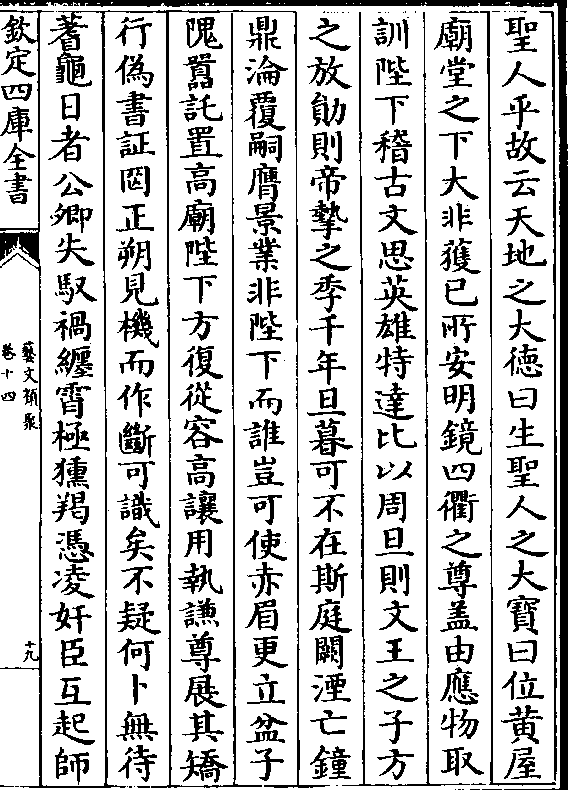 聖人乎故云天地之大徳曰生聖人之大寳曰位黄屋
廟堂之下大非獲已所安明鏡四衢之尊盖由應物取
訓陛下稽古文思英雄特達比以周旦則文王之子方
之放勛則帝摯之季千年旦暮可不在斯庭闕湮亡鐘
鼎淪覆嗣膺景業非陛下而誰豈可使赤眉更立盆子
隗囂託置高廟陛下方復從容高讓用執謙尊展其矯
行偽書証罔正朔見機而作斷可識矣不疑何卜無待
蓍龜日者公卿失馭禍纒霄極獯羯憑凌奸臣互起師
欽定四庫全書
藝文類聚
卷十四
十九